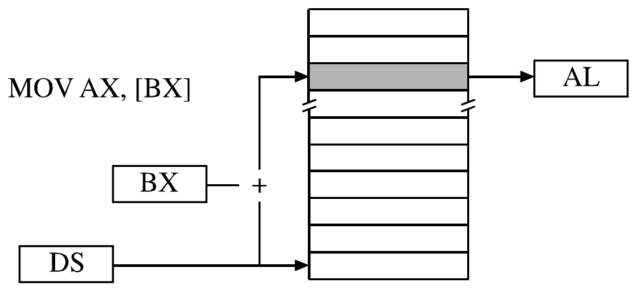 AL
MOV AX, [BX]
BX
+
DS